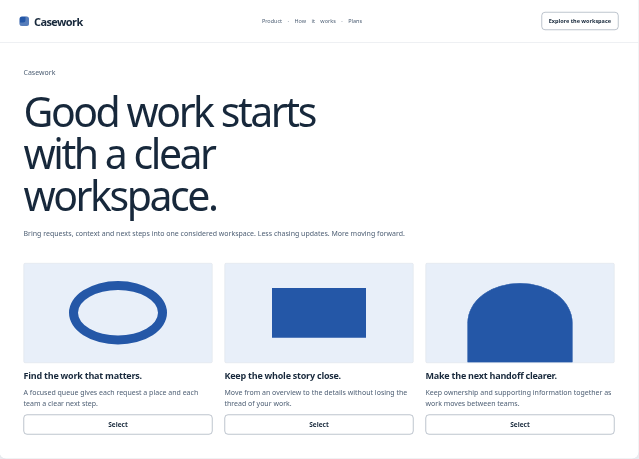 Casework
Product · How it works · Plans
Explore the workspace
Casework
Good work starts
with a clear
workspace.
Bring requests, context and next steps into one considered workspace. Less chasing updates. More moving forward.
Find the work that matters.
A focused queue gives each request a place and each
team a clear next step.
Select
Keep the whole story close.
Move from an overview to the details without losing the
thread of your work.
Select
Make the next handoff clearer.
Keep ownership and supporting information together as
work moves between teams.
Select